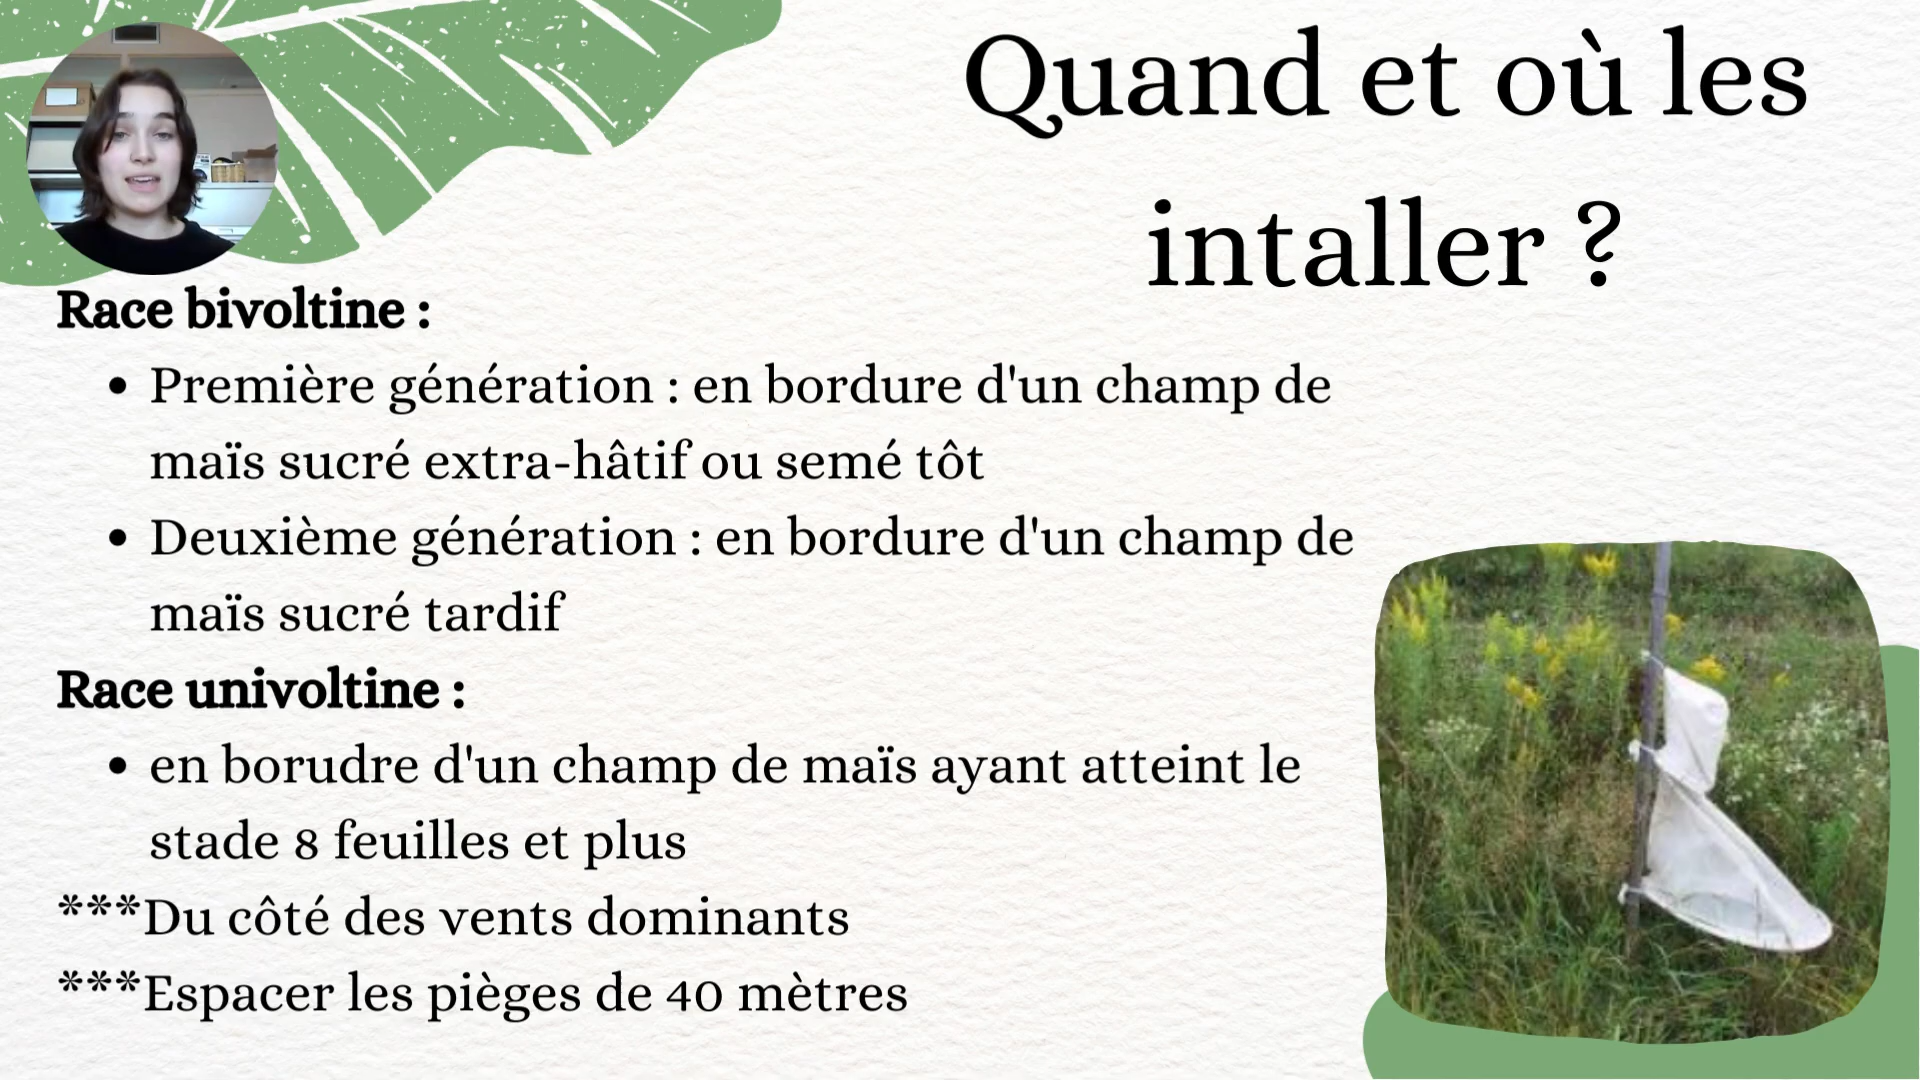 Quand et où les
intaller ?
Race bivoltine :
• Première génération : en bordure d'un champ de
maïs sucré extra-hâtif ou semé tôt
• Deuxième génération : en bordure d'un champ de
maïs sucré tardif
Race univoltine :
• en borudre d'un champ de maïs ayant atteint le
stade 8 feuilles et plus
***Du côté des vents dominants
***Espacer les pièges de 40 mètres